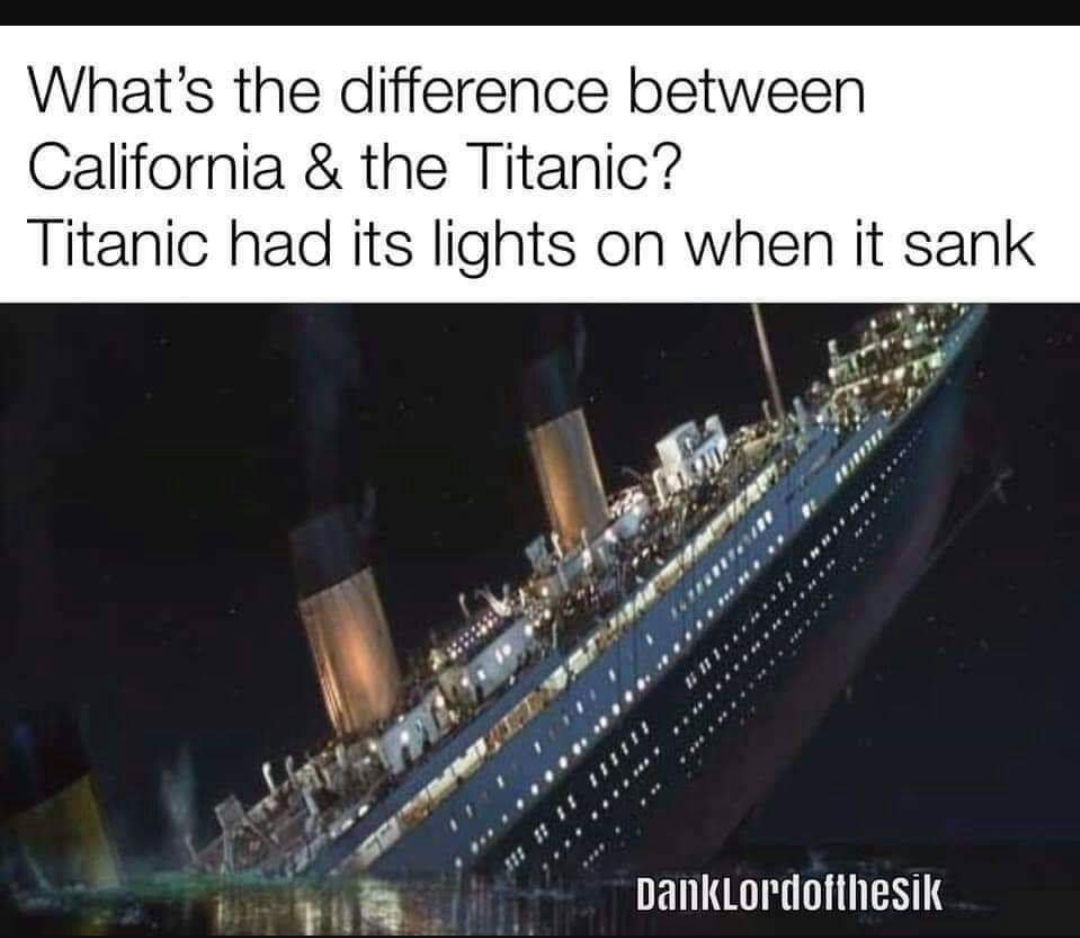 What's the difference between
California & the Titanic?
Titanic had its lights on when it sank
DankLordofthesik